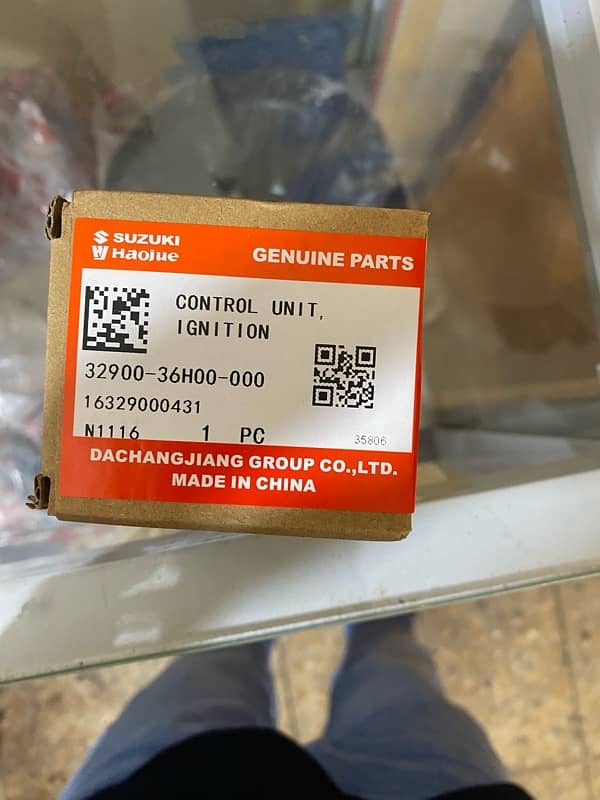 SUZUKI
Haojue
GENUINE PARTS
CONTROL UNIT,
IGNITION
32900-36H00-000
16329000431
N1116 1 PC
35806
DACHANGJIANG GROUP CO.,LTD.
MADE IN CHINA